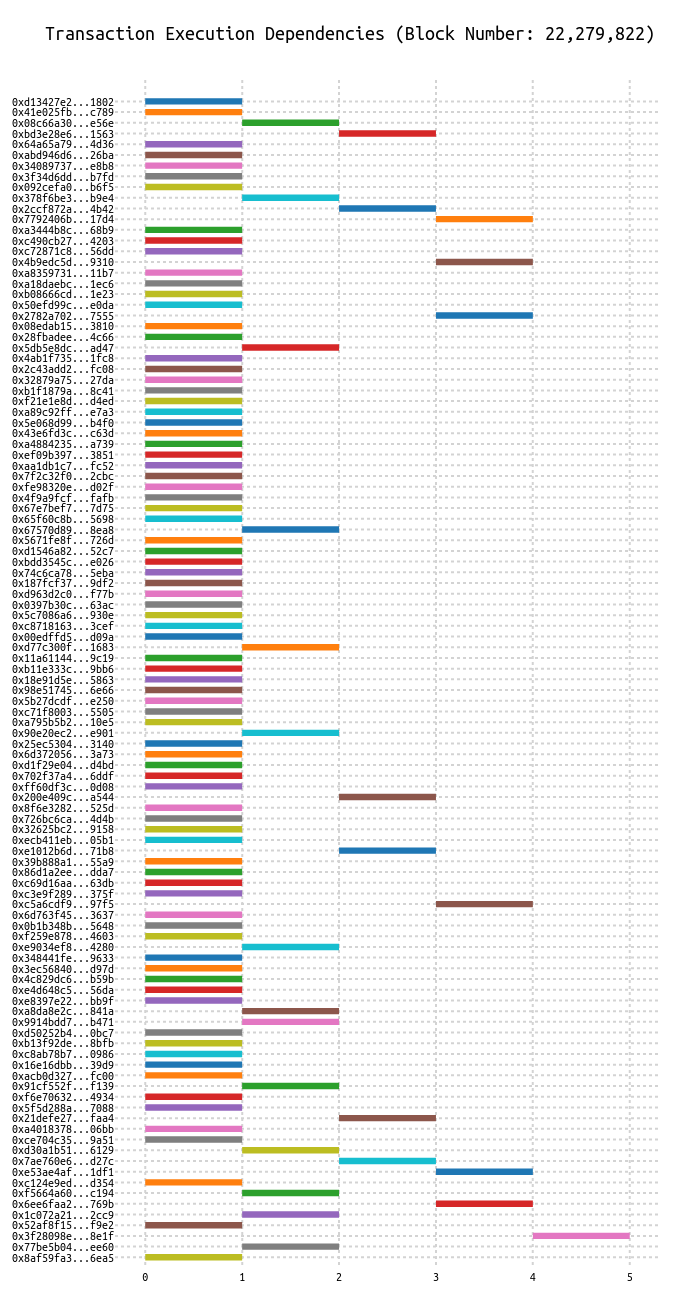 Transaction Execution Dependencies (Block Number: 22,279,822)
0xd13427e2...1802
0x41e025fb...c789
0x08c66a30...e56e
0xbd3e28e6...1563
0x64a65a79...4d36
0xabd946d6...26ba
0x34089737...e8b8
0x3f34d6dd...b7fd
0x092cefa0...b6f5
0x378f6be3...b9e4
0x2ccf872a...4b42
0x7792406b...17d4
0xa3444b8c...68b9
0xc490cb27...4203
0xc72871c8...56dd
0x4b9edc5d...9310
0xa8359731...11b7
0xa18daebc...1ec6
0xb08666cd...1e23
0x50efd99c...e0da
0x2782a702...7555
0x08edab15...3810
0x28fbadee...4c66
0x5db5e8dc...ad47
0x4ab1f735...1fc8
0x2c43add2...fc08
0x32879a75...27da
0xb1f1879a...8c41
0xf21e1e8d...d4ed
0xa89c92ff...e7a3
0x5e068d99...b4f0
0x43e6fd3c...c63d
0xa4884235...a739
0xef09b397...3851
0xaa1db1c7...fc52
0x7f2c32f0...2cbc
0xfe98320e...d02f
0x4f9a9fcf...fafb
0x67e7bef7...7d75
0x65f60c8b...5698
0x67570d89...8ea8
0x5671fe8f...726d
0xd1546a82...52c7
0xbdd3545c...e026
0x74c6ca78...5eba
0x187fcf37...9df2
0xd963d2c0...f77b
0x0397b30c...63ac
0x5c7086a6...930e
0xc8718163...3cef
0x00edffd5...d09a
0xd77c300f...1683
0x11a61144...9c19
0xb11e333c...9bb6
0x18e91d5e...5863
0x98e51745...6e66
0x5b27dcdf...e250
0xc71f8003...5505
0xa795b5b2...10e5
0x90e20ec2...e901
0x25ec5304...3140
0x6d372056...3a73
0xd1f29e04...d4bd
0x702f37a4...6ddf
0xff60df3c...0d08
0x200e409c...a544
0x8f6e3282...525d
0x726bc6ca...4d4b
0x32625bc2...9158
0xecb411eb...05b1
0xe1012b6d...71b8
0x39b888a1...55a9
0x86d1a2ee...dda7
0xc69d16aa...63db
0xc3e9f289...375f
0xc5a6cdf9...97f5
0x6d763f45...3637
0x0b1b348b...5648
0xf259e878...4603
0xe9034ef8...4280
0x348441fe...9633
0x3ec56840...d97d
0x4c829dc6...b59b
0xe4d648c5...56da
0xe8397e22...bb9f
0xa8da8e2c...841a
0x9914bdd7...b471
0xd50252b4...0bc7
0xb13f92de...8bfb
0xc8ab78b7...0986
0x16e16dbb...39d9
0xacb0d327...fc00
0x91cf552f...f139
0xf6e70632...4934
0x5f5d288a...7088
0x21defe27...faa4
0xa4018378...06bb
0xce704c35...9a51
0xd30a1b51...6129
0x7ae760e6...d27c
0xe53ae4af...1df1
0xc124e9ed...d354
0xf5664a60...c194
0x6ee6faa2...769b
0x1c072a21...2cc9
0x52af8f15...f9e2
0x3f28098e...8e1f
0x77be5b04...ee60
0x8af59fa3...6ea5
0 1 2 3 4 5